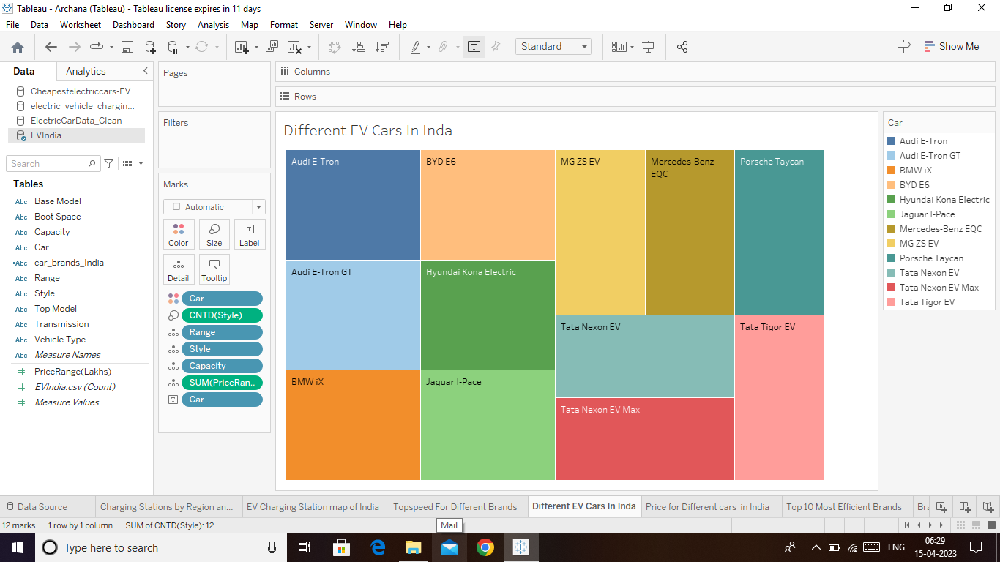 Tableau - Archana (Tableau) - Tableau license expires in 11 days
File Data Worksheet Dashboard Story Analysis Map Format Server Window Help
Standard
Show Me
Data Analytics
Cheapestelectriccars-EV...
electric_vehicle_chargin...
ElectricCarData_Clean
EVIndia
Search
Tables
Abc Base Model
Abc Boot Space
Abc Capacity
Abc Car
=Abc car_brands_India
Abc Range
Abc Style
Abc Top Model
Abc Transmission
Abc Vehicle Type
Abc Measure Names
# PriceRange(Lakhs)
# EVIndia.csv (Count)
# Measure Values
Pages
Filters
Marks
Automatic
Color Size Label
Detail Tooltip
Car
CNTD(Style)
Range
Style
Capacity
SUM(PriceRan..
Car
Columns
Rows
Different EV Cars In Inda
Audi E-Tron
BYD E6
MG ZS EV
Mercedes-Benz
EQC
Porsche Taycan
Audi E-Tron GT
Hyundai Kona Electric
Tata Nexon EV
Tata Tigor EV
BMW iX
Jaguar I-Pace
Tata Nexon EV Max
Car
Audi E-Tron
Audi E-Tron GT
BMW iX
BYD E6
Hyundai Kona Electric
Jaguar I-Pace
Mercedes-Benz EQC
MG ZS EV
Porsche Taycan
Tata Nexon EV
Tata Nexon EV Max
Tata Tigor EV
Data Source Charging Stations by Region an... EV Charging Station map of India Topspeed For Different Brands Different EV Cars In Inda Price for Different cars in India Top 10 Most Efficient Brands Bra
12 marks 1 row by 1 column SUM of CNTD(Style): 12
Mail
Type here to search
ENG
06:29
15-04-2023